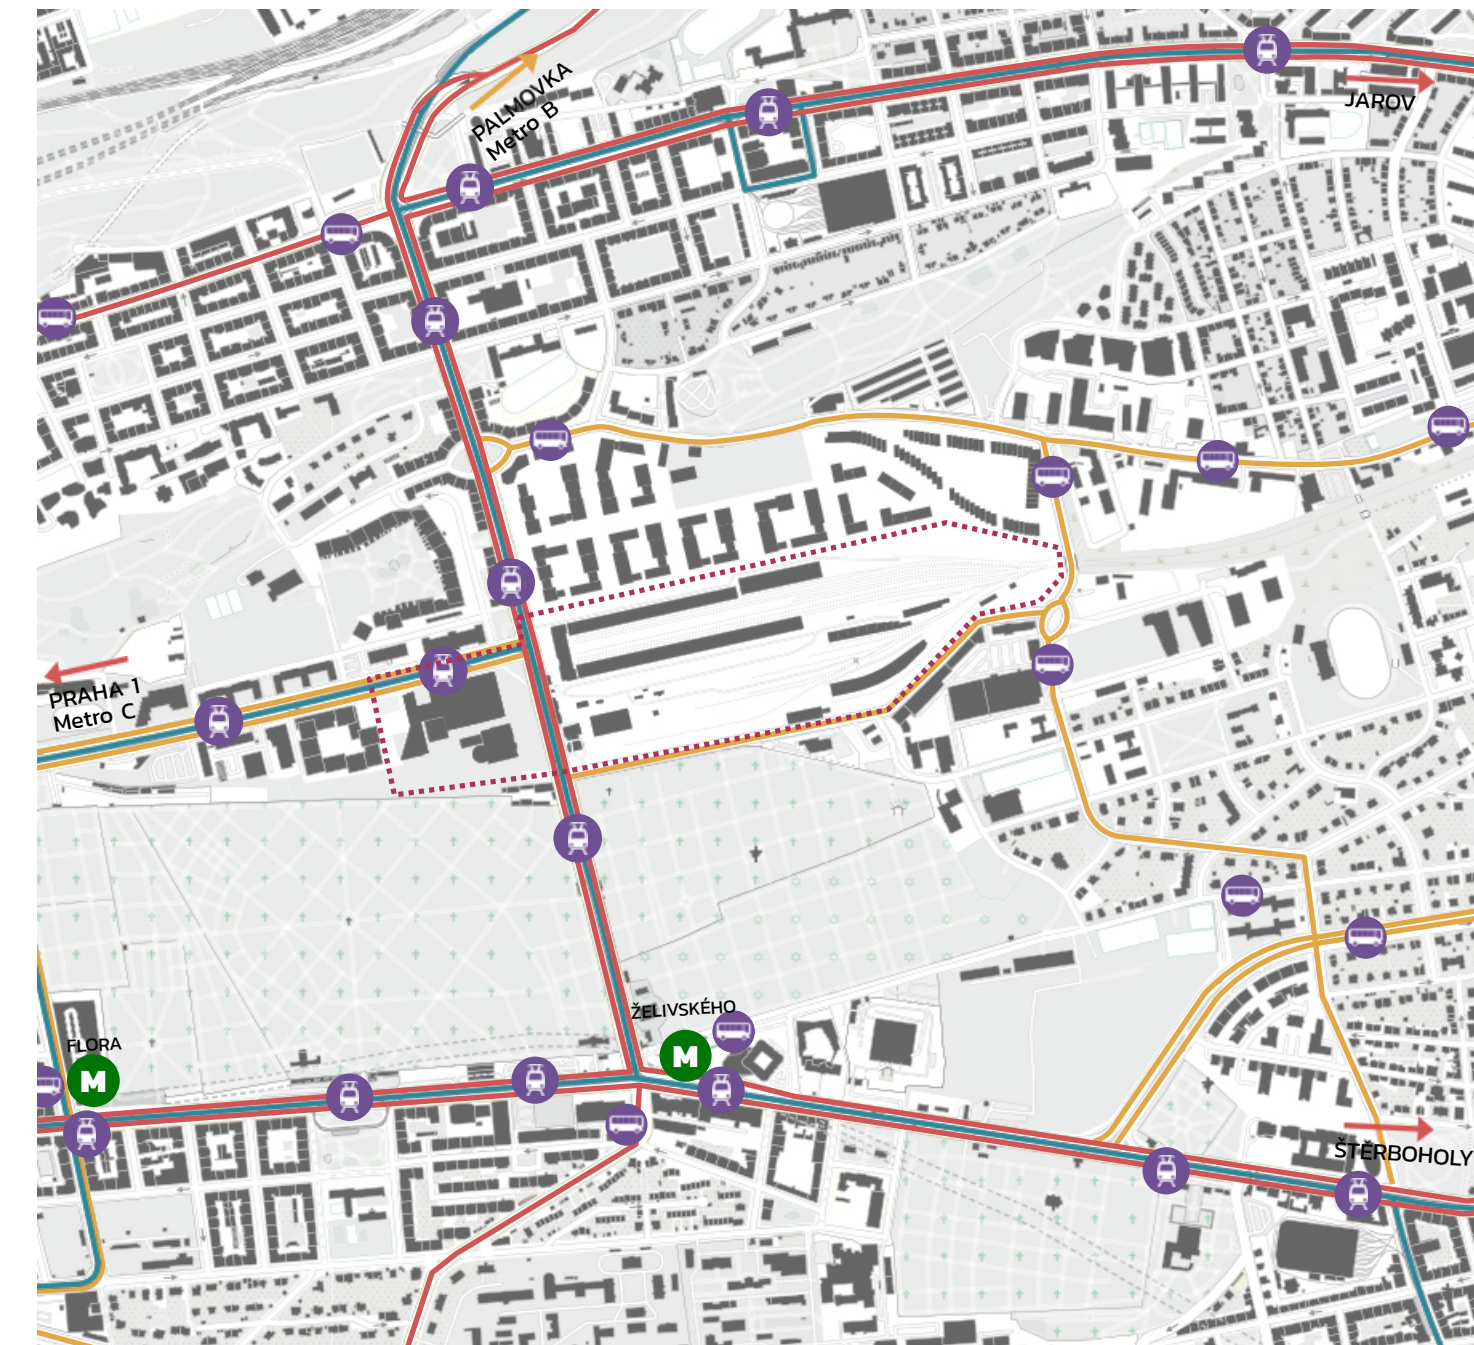 PALMOVKA
Metro B
JAROV
PRAHA 1
Metro C
ŽELIVSKÉHO
FLORA
M
M
ŠTĚRBOHOLY